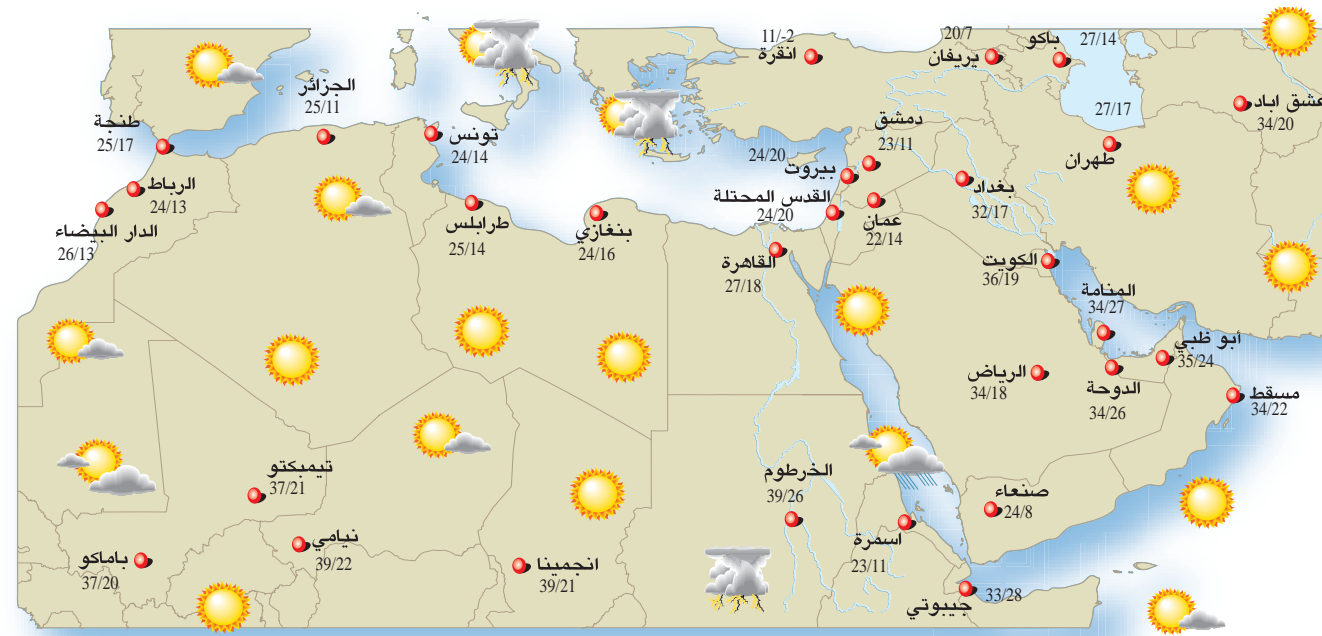 11/-2
انقرة
20/7
يريفان
باكو
27/14
الجزائر
25/11
طنجة
25/17
تونس
24/14
دمشق
23/11
24/20
بيروت
27/17
طهران
عشق اباد
34/20
الرباط
24/13
الدار البيضاء
26/13
طرابلس
25/14
بنغازي
24/16
القدس المحتلة
24/20
عمان
22/14
بغداد
32/17
القاهرة
27/18
الكويت
36/19
المنامة
34/27
أبو ظبي
35/24
الرياض
34/18
الدوحة
34/26
مسقط
34/22
تيمبكتو
37/21
الخرطوم
39/26
صنعاء
24/8
باماكو
37/20
نيامي
39/22
انجمينا
39/21
اسمرة
23/11
جيبوتي
33/28